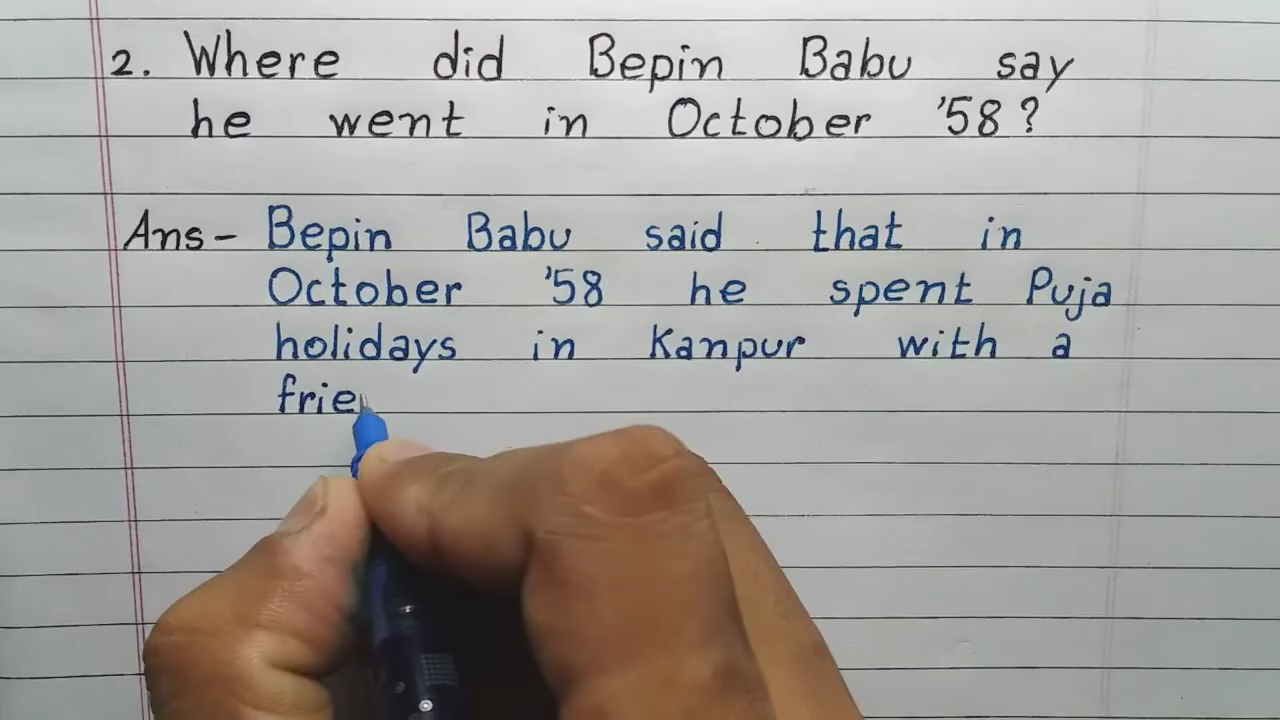 2. Where did Bepin Babu say
he went in October '58?
Ans- Bepin Babu said that in
October '58 he spent Puja
holidays in Kanpur with a
frie